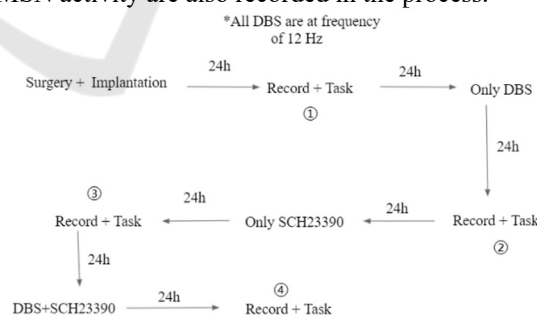 MSN activity are also recorded in the process.
*All DBS are at frequency
of 12 Hz
Surgery + Implantation
24h
Record + Task
①
24h
Only DBS
24h
Record + Task
②
24h
Only SCH23390
24h
③
Record + Task
24h
DBS+SCH23390
24h
④
Record + Task